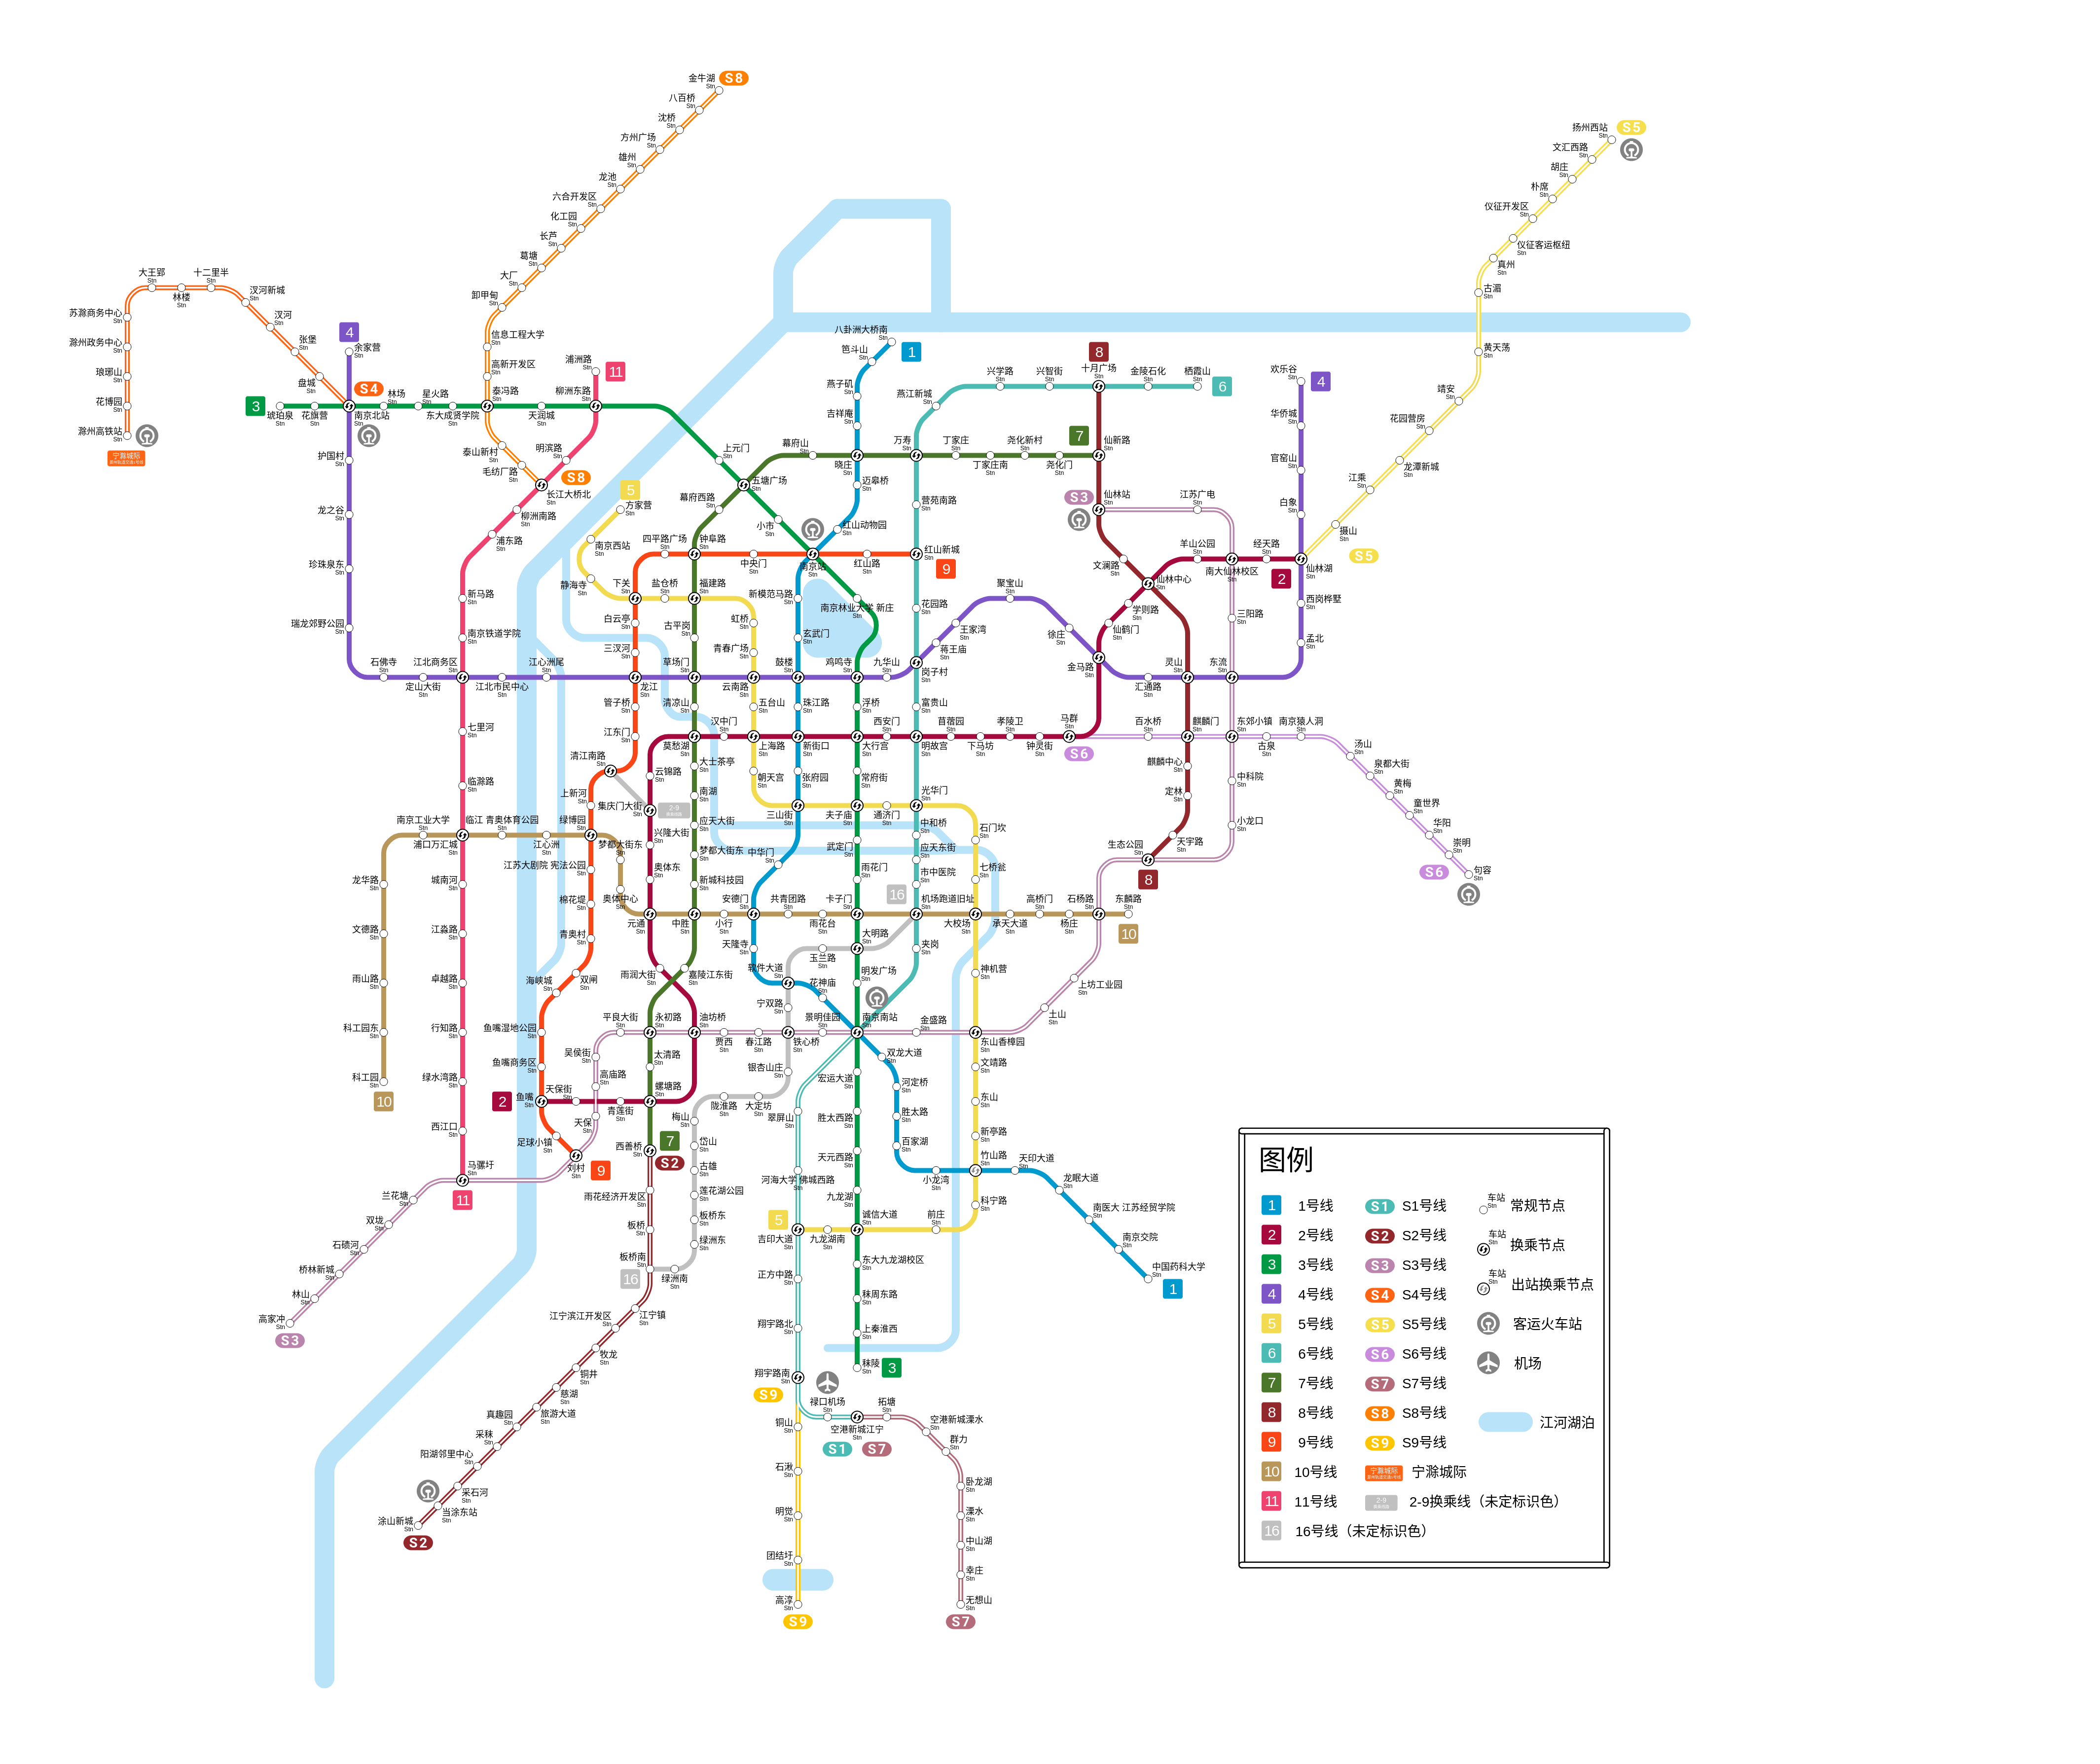 金牛湖
S8
八百桥
沈桥
方州广场
雄州
龙池
六合开发区
化工园
长芦
葛塘
大厂
卸甲甸
信息工程大学
高新开发区
泰冯路
泰山新村
毛纺厂路
S8
长江大桥北
扬州西站
S5
文汇西路
胡庄
朴席
仪征开发区
仪征客运枢纽
真州
古湄
黄天荡
靖安
花园营房
龙潭新城
江乘
摄山
S5
仙林湖
大王郢
林楼
十二里半
汊河新城
汊河
张堡
盘城
苏滁商务中心
滁州政务中心
琅琊山
花博园
滁州高铁站
宁滁城际
4
余家营
S4
3
琥珀泉
花旗营
南京北站
林场
星火路
东大成贤学院
天润城
柳洲东路
浦洲路
11
明滨路
柳洲南路
浦东路
新马路
南京铁道学院
护国村
龙之谷
珍珠泉东
瑞龙郊野公园
石佛寺
定山大街
江北商务区
江北市民中心
江心洲尾
龙江
草场门
云南路
鼓楼
鸡鸣寺
九华山
岗子村
蒋王庙
王家湾
聚宝山
徐庄
金马路
汇通路
灵山
东流
孟北
西岗桦墅
白象
官窑山
华侨城
欢乐谷
4
八卦洲大桥南
1
笆斗山
燕子矶
吉祥庵
晓庄
迈皋桥
红山动物园
南京站
新模范马路
玄武门
珠江路
新街口
张府园
三山街
中华门
安德门
天隆寺
软件大道
花神庙
南京南站
双龙大道
河定桥
胜太路
百家湖
小龙湾
竹山路
天印大道
龙眠大道
南医大 江苏经贸学院
南京交院
中国药科大学
1
上元门
五塘广场
小市
南京林业大学 新庄
浮桥
大行宫
常府街
夫子庙
武定门
雨花门
卡子门
大明路
明发广场
宏运大道
胜太西路
天元西路
九龙湖
诚信大道
东大九龙湖校区
秣周东路
上秦淮西
秣陵
3
栖霞山
6
金陵石化
十月广场
8
兴智街
兴学路
燕江新城
万寿
营苑南路
红山新城
9
花园路
富贵山
明故宫
光华门
中和桥
应天东街
市中医院
机场跑道旧址
16
夹岗
7
仙新路
尧化门
尧化新村
丁家庄南
丁家庄
幕府山
幕府西路
钟阜路
福建路
古平岗
清凉山
莫愁湖
大士茶亭
南湖
应天大街
梦都大街东
新城科技园
中胜
嘉陵江东街
永初路
太清路
螺塘路
西善桥
7
S2
S3
仙林站
江苏广电
文澜路
仙林中心
学则路
仙鹤门
羊山公园
南大仙林校区
经天路
2
三阳路
5
方家营
南京西站
静海寺
下关
盐仓桥
虹桥
青春广场
五台山
上海路
朝天宫
通济门
石门坎
七桥瓮
大校场
神机营
东山香樟园
文靖路
东山
新亭路
科宁路
前庄
九龙湖南
吉印大道
5
四平路广场
中央门
红山路
白云亭
三汊河
管子桥
江东门
清江南路
上新河
绿博园
江苏大剧院 宪法公园
棉花堤
青奥村
双闸
海峡城
鱼嘴湿地公园
鱼嘴商务区
鱼嘴
足球小镇
刘村
9
汉中门
西安门
苜蓿园
下马坊
孝陵卫
钟灵街
马群
S6
百水桥
麒麟门
东郊小镇
古泉
南京猿人洞
汤山
泉都大街
黄梅
童世界
华阳
崇明
S6
句容
麒麟中心
定林
天宇路
生态公园
8
中科院
小龙口
云锦路
集庆门大街
2-9
兴隆大街
奥体东
元通
雨润大街
油坊桥
青莲街
天保街
2
七里河
临滁路
临江 青奥体育公园
南京工业大学
浦口万汇城
江心洲
梦都大街东
奥体中心
小行
共青团路
雨花台
承天大道
高桥门
杨庄
石杨路
东麟路
10
龙华路
文德路
雨山路
科工园东
科工园
10
城南河
江淼路
卓越路
行知路
绿水湾路
西江口
马骡圩
11
玉兰路
宁双路
铁心桥
银杏山庄
大定坊
陇淮路
梅山
岱山
古雄
莲花湖公园
板桥东
绿洲东
绿洲南
16
上坊工业园
土山
金盛路
景明佳园
春江路
贾西
平良大街
吴侯街
高庙路
天保
兰花塘
双垅
石碛河
桥林新城
林山
高家冲
S3
雨花经济开发区
板桥
板桥南
江宁镇
江宁滨江开发区
牧龙
铜井
慈湖
旅游大道
真趣园
采秣
阳湖邻里中心
采石河
当涂东站
涂山新城
S2
翠屏山
河海大学 佛城西路
正方中路
翔宇路北
翔宇路南
S9
禄口机场
空港新城江宁
S1
S7
拓塘
空港新城溧水
群力
卧龙湖
溧水
中山湖
幸庄
无想山
S7
铜山
石湫
明觉
团结圩
高淳
S9
图例
1 1号线 S1 S1号线 车站 Stn 常规节点
2 2号线 S2 S2号线 车站 Stn 换乘节点
3 3号线 S3 S3号线
4 4号线 S4 S4号线 车站 Stn 出站换乘节点
5 5号线 S5 S5号线 客运火车站
6 6号线 S6 S6号线 机场
7 7号线 S7 S7号线
8 8号线 S8 S8号线 江河湖泊
9 9号线 S9 S9号线
10 10号线 宁滁城际 宁滁城际
11 11号线 2-9 2-9换乘线（未定标识色）
16 16号线（未定标识色）